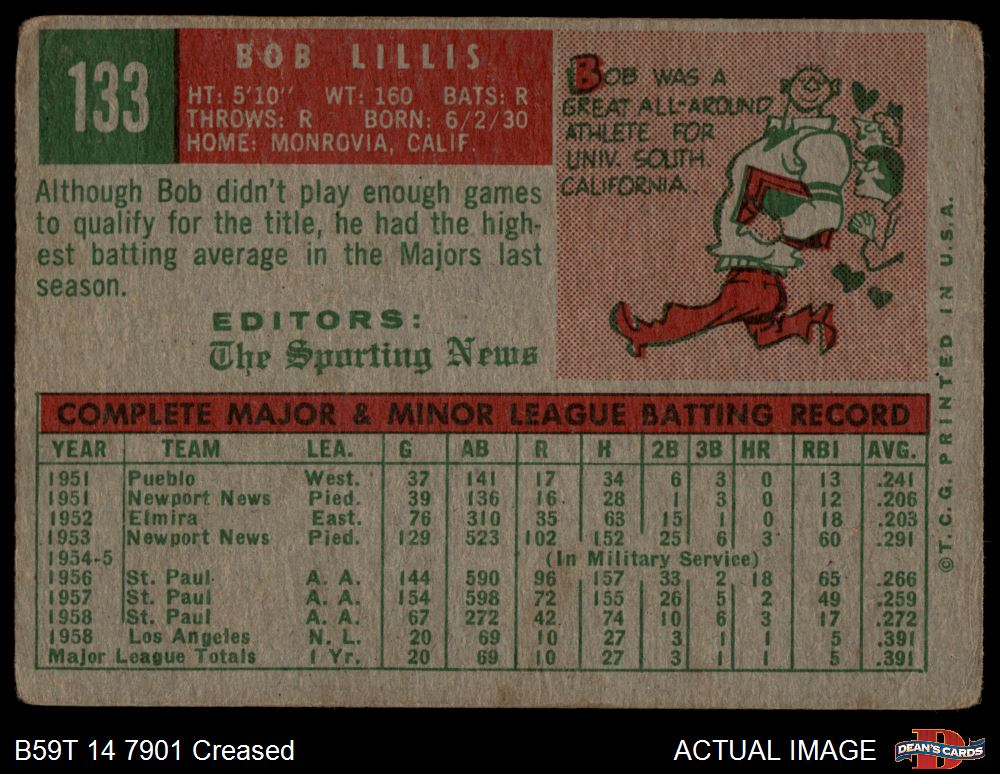 133
BOB LILLIS
HT: 5'10" WT: 160 BATS: R
THROWS: R BORN: 6/2/30
HOME: MONROVIA, CALIF.
BOB WAS A
GREAT ALL-AROUND
ATHLETE FOR
UNIV. SOUTH
CALIFORNIA.
Although Bob didn't play enough games
to qualify for the title, he had the high-
est batting average in the Majors last
season.
EDITORS:
The Sporting News
COMPLETE MAJOR & MINOR LEAGUE BATTING RECORD
YEAR TEAM LEA. G AB R H 2B 3B HR RBI AVG.
1951 Pueblo West. 37 141 17 34 6 3 0 13 .241
1951 Newport News Pied. 39 136 16 28 1 3 0 12 .206
1952 Elmira East. 76 310 35 63 15 1 0 18 .203
1953 Newport News Pied. 129 523 102 152 25 6 3 60 .291
1954-5 (In Military Service)
1956 St. Paul A. A. 144 590 96 157 33 2 18 65 .266
1957 St. Paul A. A. 154 598 72 155 26 5 2 49 .259
1958 St. Paul A. A. 67 272 42 74 10 6 3 17 .272
1958 Los Angeles N. L. 20 69 10 27 3 1 1 5 .391
Major League Totals 1 Yr. 20 69 10 27 3 1 1 5 .391
©T. C. G. PRINTED IN U.S.A.
B59T 14 7901 Creased
ACTUAL IMAGE
DEAN'S CARDS